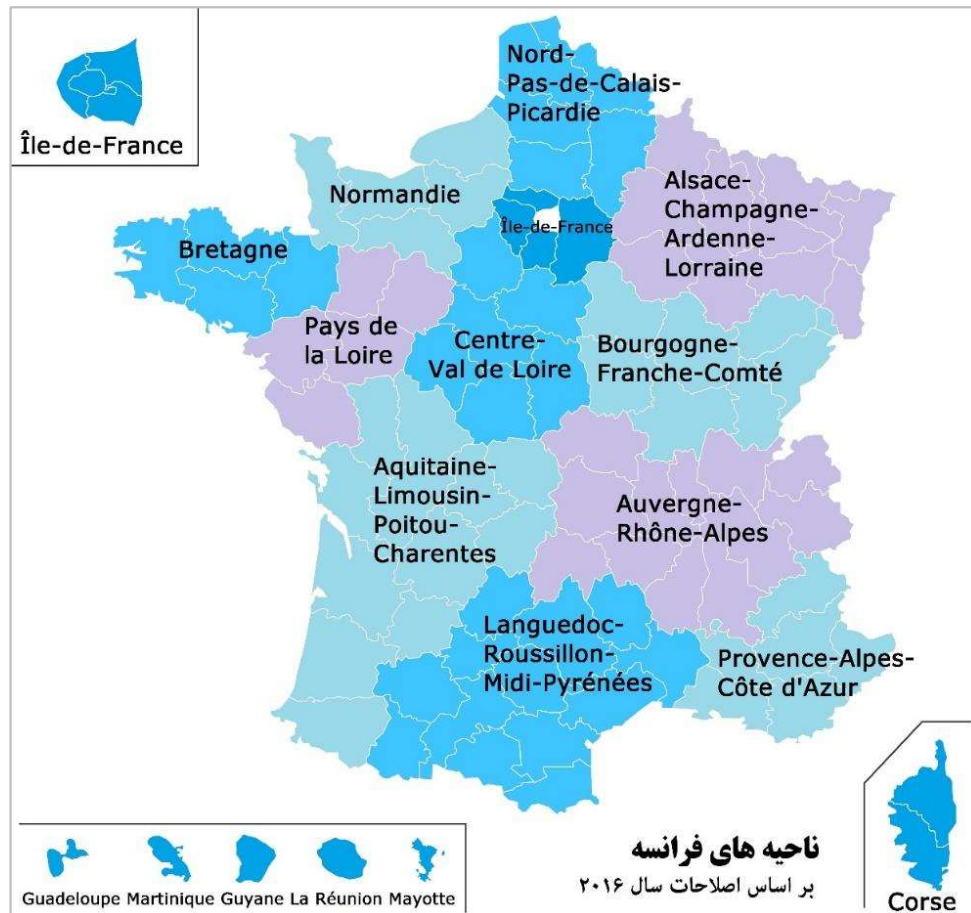 Île-de-France
Nord-
Pas-de-Calais-
Picardie
Normandie
Alsace-
Champagne-
Ardenne-
Lorraine
Île-de-France
Bretagne
Pays de
la Loire
Centre-
Val de Loire
Bourgogne-
Franche-Comté
Aquitaine-
Limousin-
Poitou-
Charentes
Auvergne-
Rhône-Alpes
Languedoc-
Roussillon-
Midi-Pyrénées
Provence-Alpes-
Côte d'Azur
ناحیه های فرانسه
بر اساس اصلاحات سال ۲۰۱۶
Guadeloupe Martinique Guyane La Réunion Mayotte
Corse